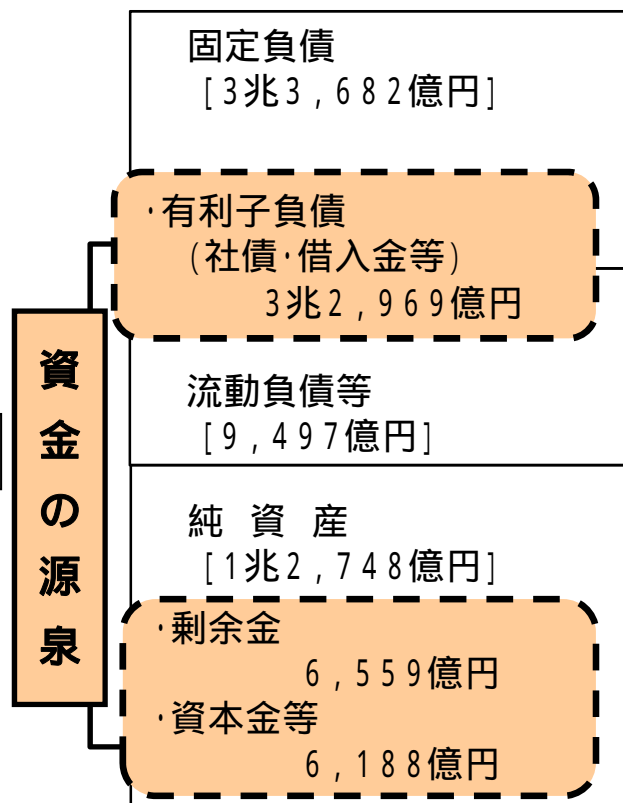 固定負債
[3兆3,682億円]
・有利子負債
(社債・借入金等)
3兆2,969億円
資金の源泉
流動負債等
[9,497億円]
純資産
[1兆2,748億円]
・剰余金
6,559億円
・資本金等
6,188億円